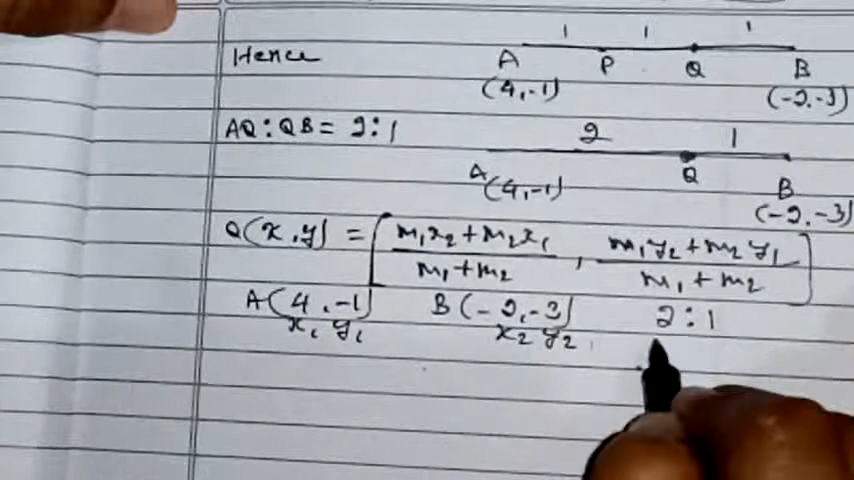 1 1 1
Hence A P Q B
(4,-1) (-2,-3)
AQ:QB = 2:1 2 1
A(4,-1) Q B
(-2,-3)
Q(x,y) = [m₁x₂+m₂x₁/m₁+m₂, m₁y₂+m₂y₁/m₁+m₂]
A(4,-1) B(-2,-3) 2:1
x₁ y₁ x₂ y₂